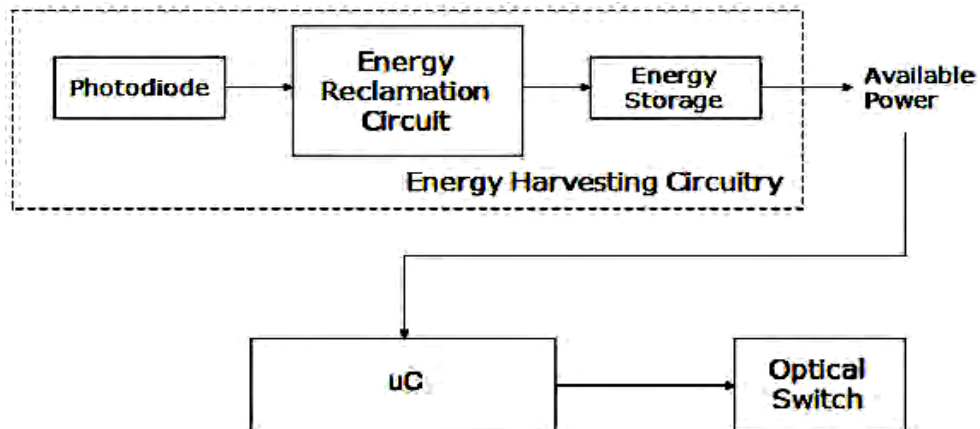 Photodiode
Energy
Reclamation
Circuit
Energy
Storage
Available
Power
Energy Harvesting Circuitry
uC
Optical
Switch